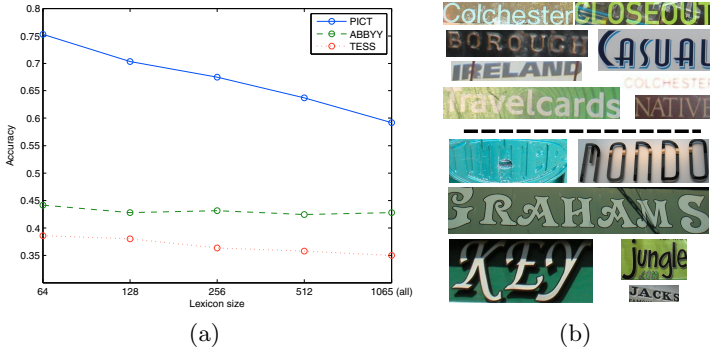 0.8
0.75
0.7
0.65
0.6
0.55
0.5
0.45
0.4
0.35
Accuracy
PICT
ABBYY
TESS
64 128 256 512 1065 (all)
Lexicon size
(a)
Colchester CLOSEOUT
BOROUGH CASUAL
IRELAND COLCHESTER
Travelcards NATIVE
MONDO
GRAHAMS
KEY jungle
JACKS
(b)